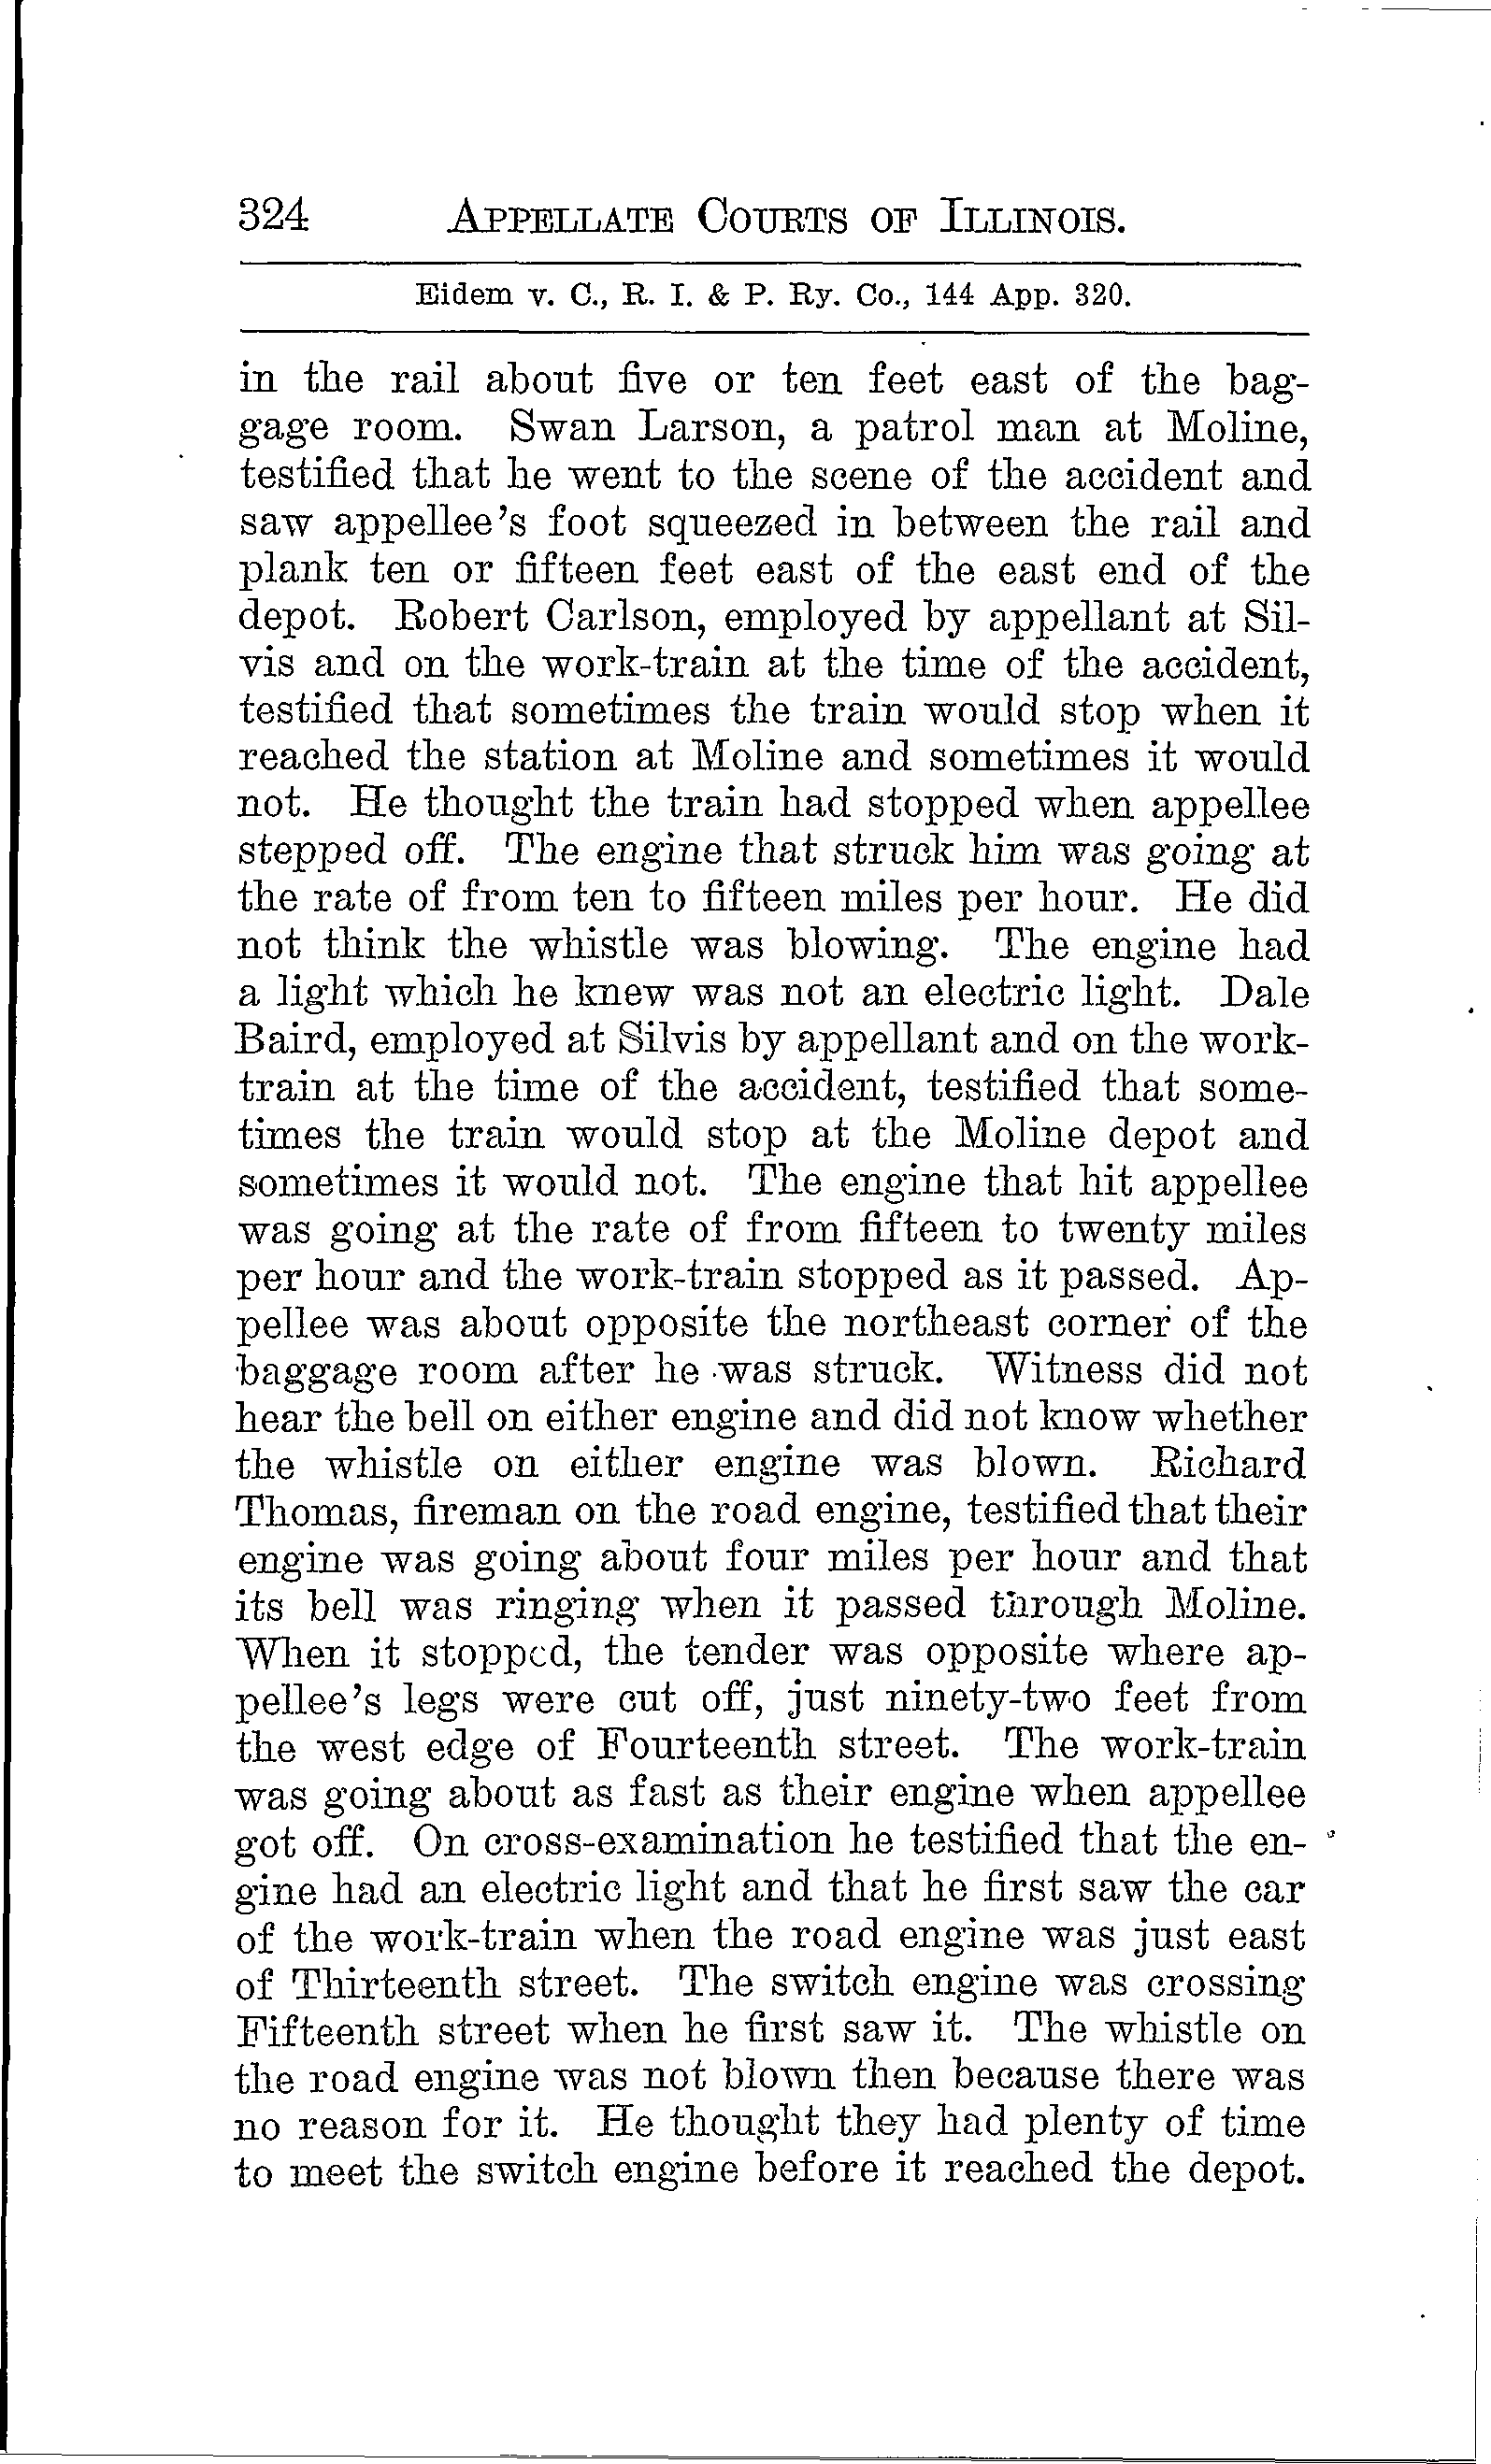 324 APPELLATE COURTS OF ILLINOIS.
Eidem v. C., R. I. & P. Ry. Co., 144 App. 320.
in the rail about five or ten feet east of the bag-
gage room. Swan Larson, a patrol man at Moline,
testified that he went to the scene of the accident and
saw appellee's foot squeezed in between the rail and
plank ten or fifteen feet east of the east end of the
depot. Robert Carlson, employed by appellant at Sil-
vis and on the work-train at the time of the accident,
testified that sometimes the train would stop when it
reached the station at Moline and sometimes it would
not. He thought the train had stopped when appellee
stepped off. The engine that struck him was going at
the rate of from ten to fifteen miles per hour. He did
not think the whistle was blowing. The engine had
a light which he knew was not an electric light. Dale
Baird, employed at Silvis by appellant and on the work-
train at the time of the accident, testified that some-
times the train would stop at the Moline depot and
sometimes it would not. The engine that hit appellee
was going at the rate of from fifteen to twenty miles
per hour and the work-train stopped as it passed. Ap-
pellee was about opposite the northeast corner of the
baggage room after he was struck. Witness did not
hear the bell on either engine and did not know whether
the whistle on either engine was blown. Richard
Thomas, fireman on the road engine, testified that their
engine was going about four miles per hour and that
its bell was ringing when it passed through Moline.
When it stopped, the tender was opposite where ap-
pellee's legs were cut off, just ninety-two feet from
the west edge of Fourteenth street. The work-train
was going about as fast as their engine when appellee
got off. On cross-examination he testified that the en-
gine had an electric light and that he first saw the car
of the work-train when the road engine was just east
of Thirteenth street. The switch engine was crossing
Fifteenth street when he first saw it. The whistle on
the road engine was not blown then because there was
no reason for it. He thought they had plenty of time
to meet the switch engine before it reached the depot.